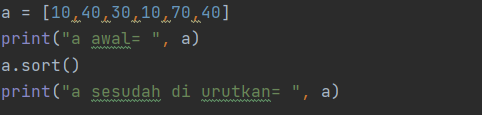 a = [10,40,30,10,70,40]
print("a awal= ", a)
a.sort()
print("a sesudah di urutkan= ", a)